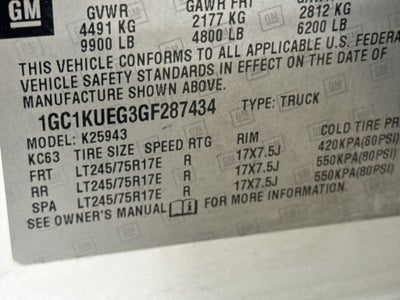 GM GVWR GAWR FRT GAWR RR
4491 KG 2177 KG 2812 KG
9900 LB 4800 LB 6200 LB
THIS VEHICLE CONFORMS TO ALL APPLICABLE U.S. FEDERA
VEHICLE SAFETY STANDARDS IN EFFECT ON THE DATE OF
MANUFACTURE SHOWN ABOVE.
1GC1KUEG3GF287434 TYPE: TRUCK
MODEL: K25943
KC63 TIRE SIZE SPEED RTG RIM COLD TIRE PR
FRT LT245/75R17E R 17X7.5J 420KPA(60PSI)
RR LT245/75R17E R 17X7.5J 550KPA(80PSI)
SPA LT245/75R17E R 17X7.5J 550KPA(80PSI)
SEE OWNER'S MANUAL FOR MORE INFORMATION